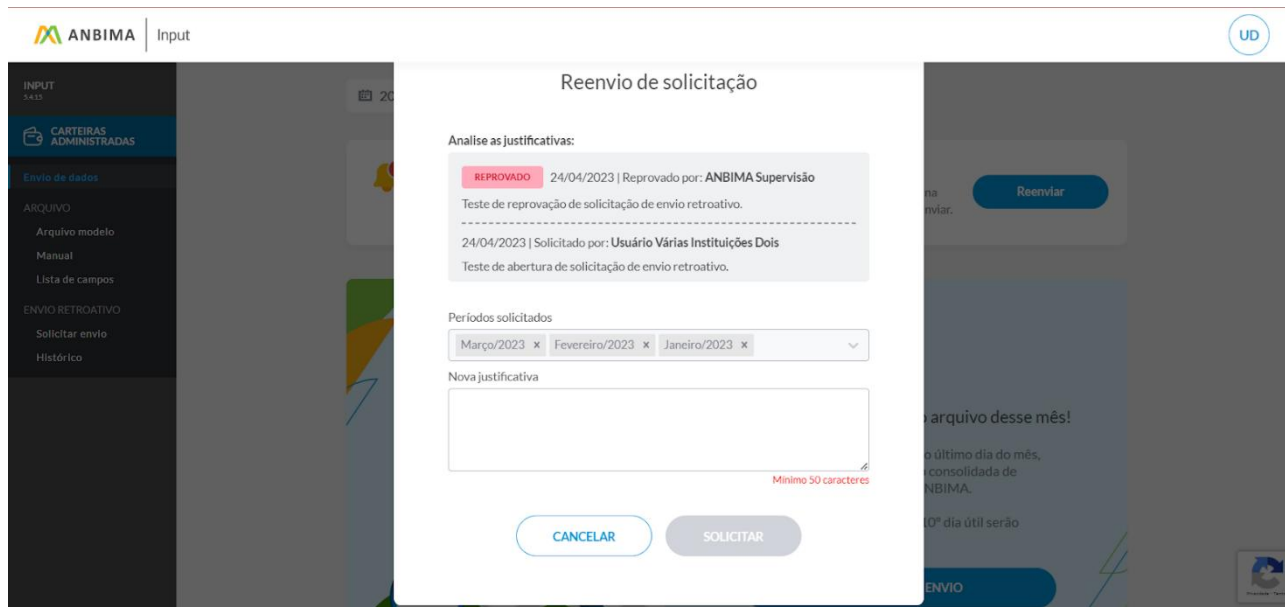 ANBIMA Input
UD
INPUT
CARTEIRAS
ADMINISTRADAS
Envio de dados
ARQUIVO
Arquivo modelo
Manual
Lista de campos
ENVIO RETROATIVO
Solicitar envio
Histórico
20
Reenvio de solicitação
Analise as justificativas:
REPROVADO 24/04/2023 | Reprovado por: ANBIMA Supervisão
Teste de reprovação de solicitação de envio retroativo.
24/04/2023 | Solicitado por: Usuário Várias Instituições Dois
Teste de abertura de solicitação de envio retroativo.
Períodos solicitados
Março/2023 × Fevereiro/2023 × Janeiro/2023 ×
Nova justificativa
Mínimo 50 caracteres
CANCELAR
SOLICITAR
na
nviar.
Reenviar
arquivo desse mês!
o último dia do mês,
consolidada de
NBIMA.
10º dia útil serão
ENVIO